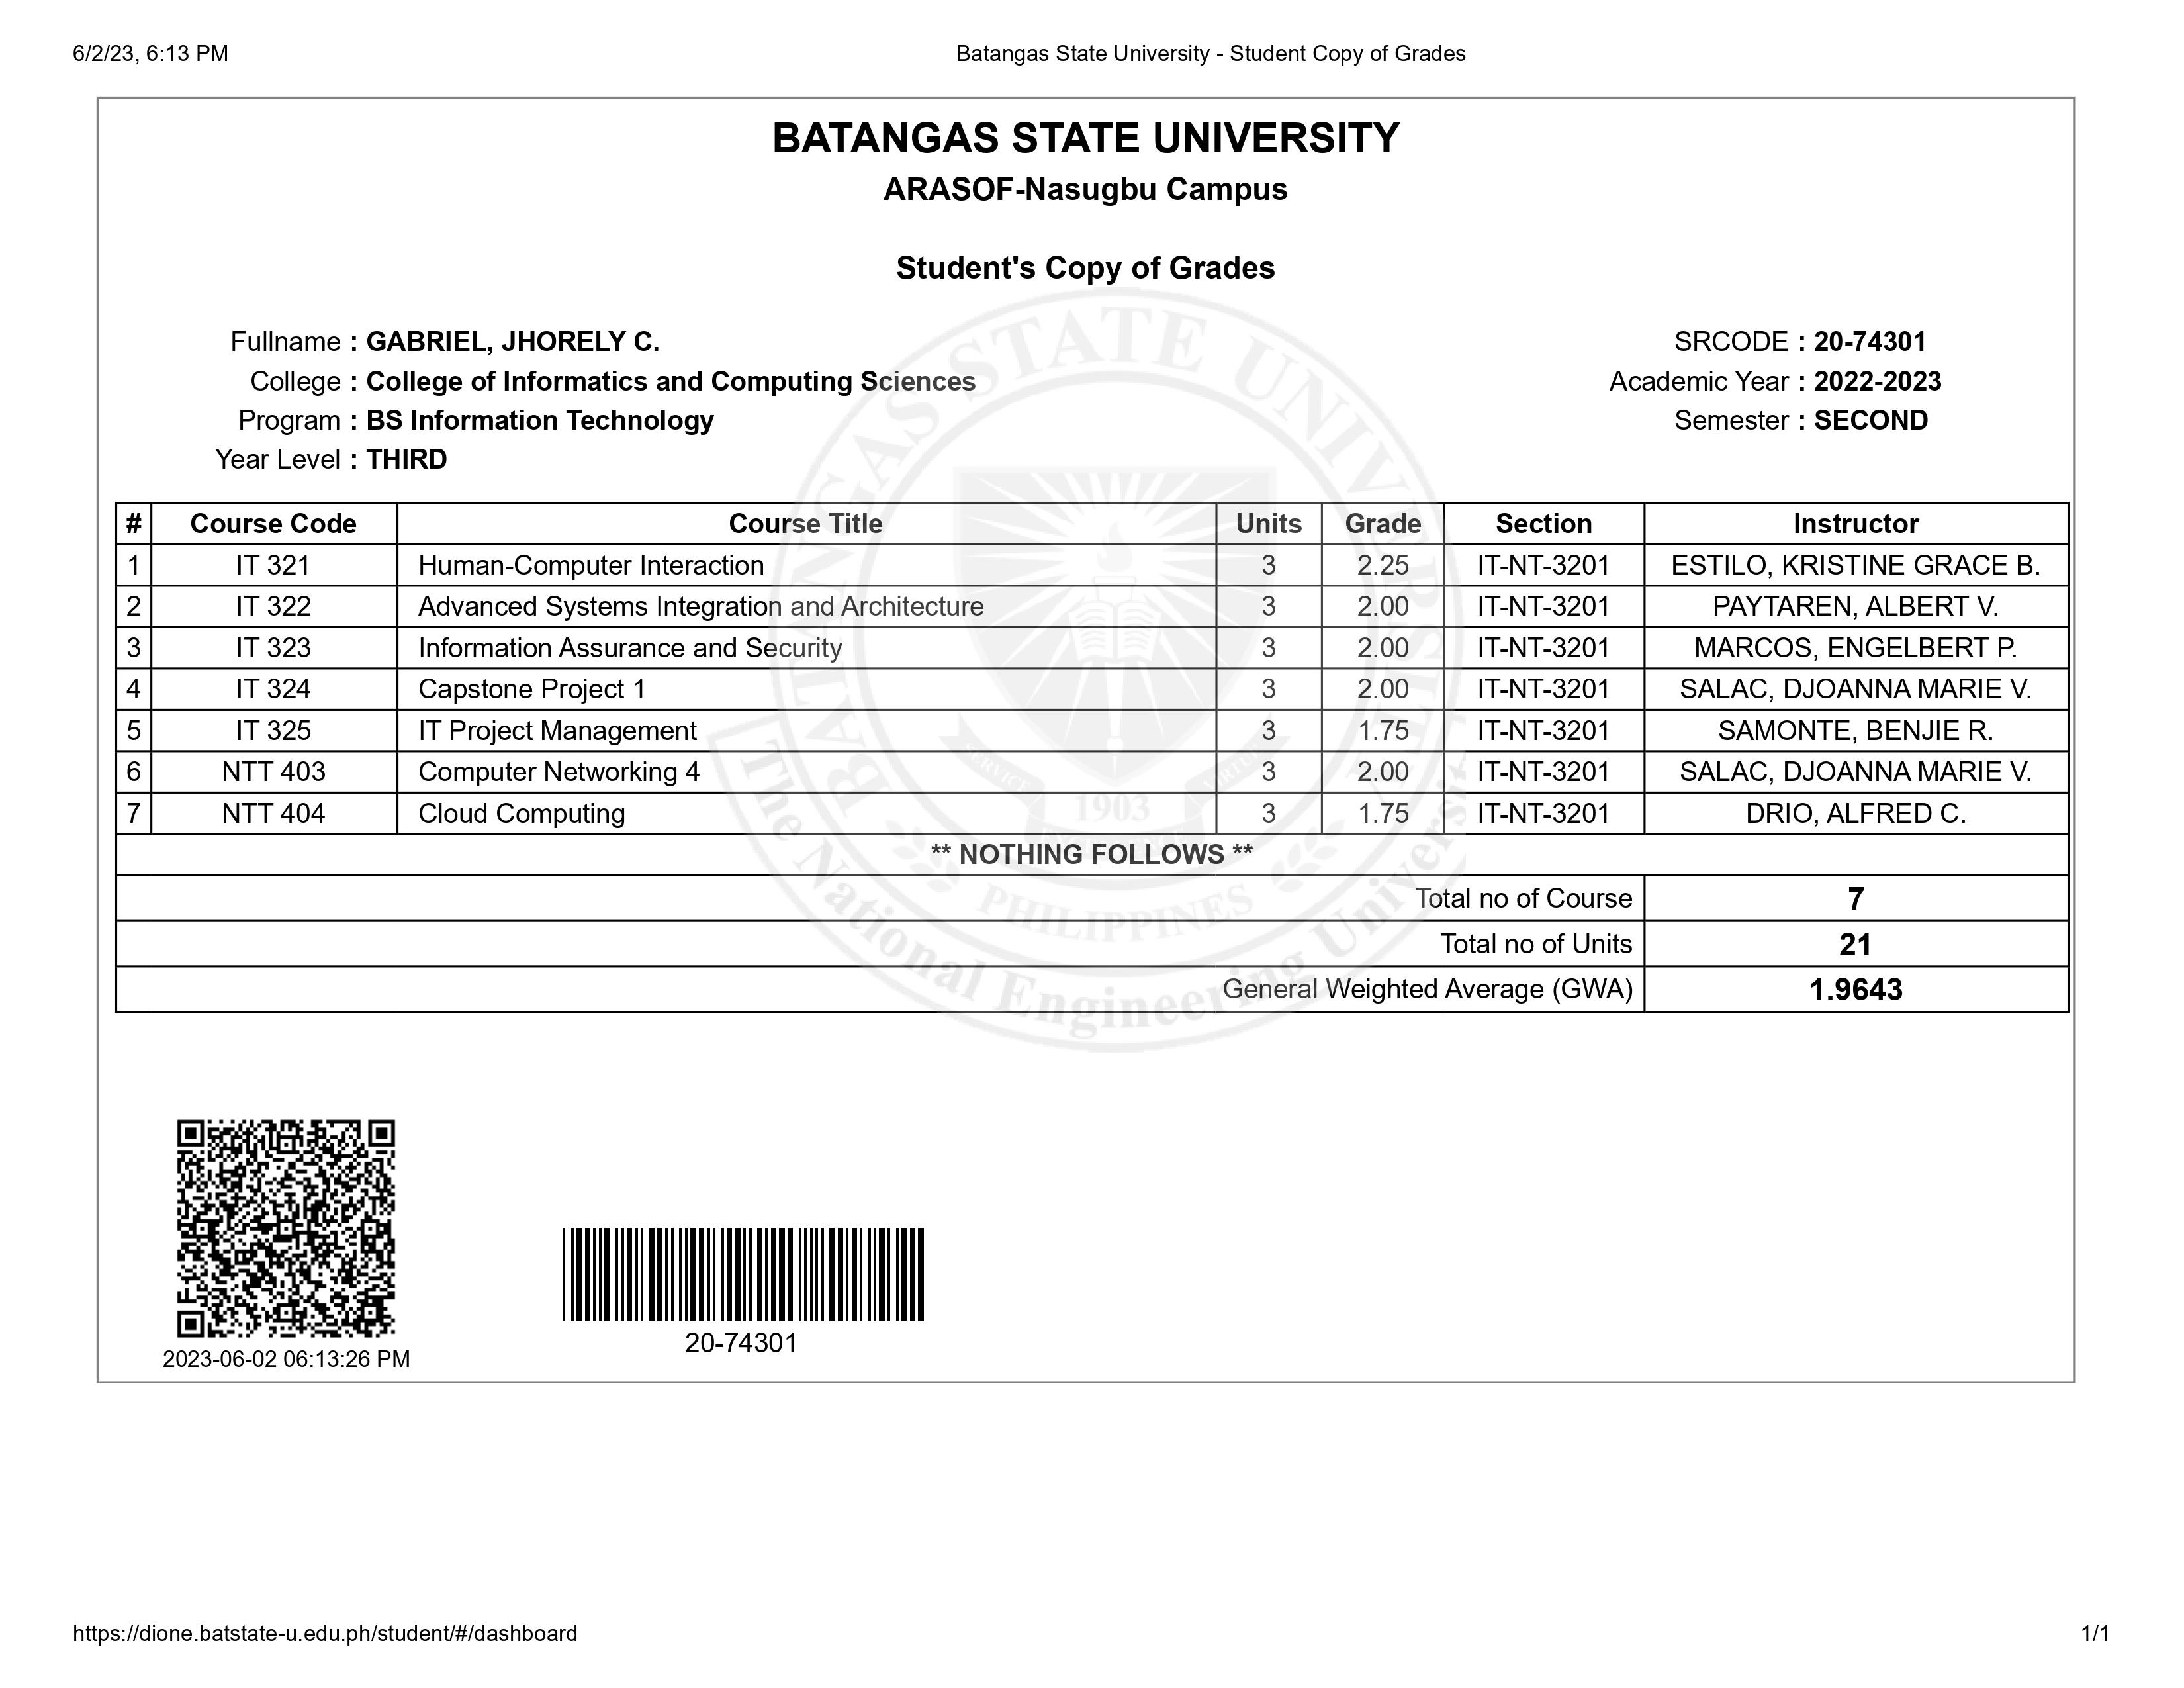 6/2/23, 6:13 PM Batangas State University - Student Copy of Grades
BATANGAS STATE UNIVERSITY
ARASOF-Nasugbu Campus
Student's Copy of Grades
Fullname : GABRIEL, JHORELY C. SRCODE : 20-74301
College : College of Informatics and Computing Sciences Academic Year : 2022-2023
Program : BS Information Technology Semester : SECOND
Year Level : THIRD
# Course Code Course Title Units Grade Section Instructor
1 IT 321 Human-Computer Interaction 3 2.25 IT-NT-3201 ESTILO, KRISTINE GRACE B.
2 IT 322 Advanced Systems Integration and Architecture 3 2.00 IT-NT-3201 PAYTAREN, ALBERT V.
3 IT 323 Information Assurance and Security 3 2.00 IT-NT-3201 MARCOS, ENGELBERT P.
4 IT 324 Capstone Project 1 3 2.00 IT-NT-3201 SALAC, DJOANNA MARIE V.
5 IT 325 IT Project Management 3 1.75 IT-NT-3201 SAMONTE, BENJIE R.
6 NTT 403 Computer Networking 4 3 2.00 IT-NT-3201 SALAC, DJOANNA MARIE V.
7 NTT 404 Cloud Computing 3 1.75 IT-NT-3201 DRIO, ALFRED C.
** NOTHING FOLLOWS **
Total no of Course 7
Total no of Units 21
General Weighted Average (GWA) 1.9643
BATANGAS STATE UNIVERSITY
1903
PHILIPPINES
The National Engineering University
2023-06-02 06:13:26 PM
20-74301
https://dione.batstate-u.edu.ph/student/#/dashboard 1/1